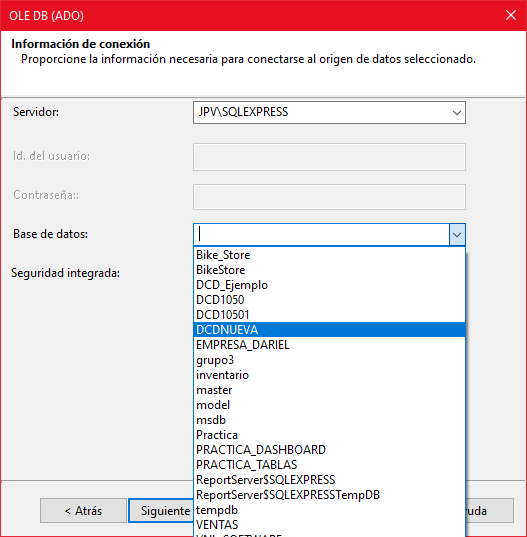 OLE DB (ADO)
Información de conexión
Proporcione la información necesaria para conectarse al origen de datos seleccionado.
Servidor:
JPV\SQLEXPRESS
Id. del usuario:
Contraseña::
Base de datos:
Bike_Store
BikeStore
DCD_Ejemplo
Seguridad integrada:
DCD1050
DCD10501
DCDNUEVA
EMPRESA_DARIEL
grupo3
inventario
master
model
msdb
Practica
PRACTICA_DASHBOARD
PRACTICA_TABLAS
ReportServer$SQLEXPRESS
ReportServer$SQLEXPRESSTempDB
tempdb
VENTAS
< Atrás
Siguiente
uda